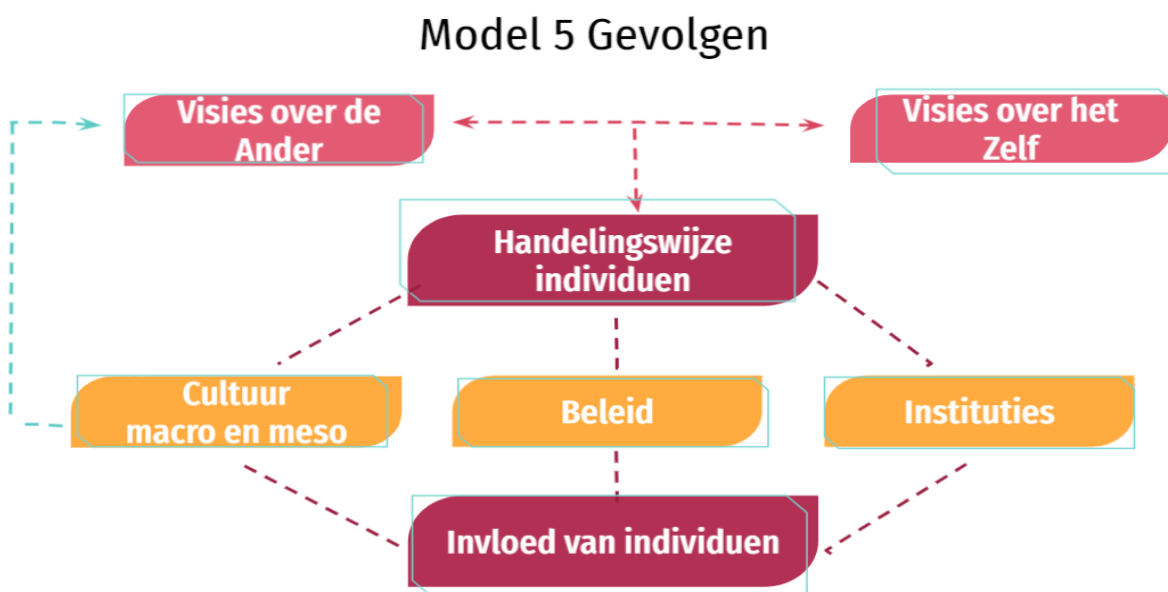 Model 5 Gevolgen
Visies over de
Ander
Visies over het
Zelf
Handelingswijze
individuen
Cultuur
macro en meso
Beleid
Instituties
Invloed van individuen